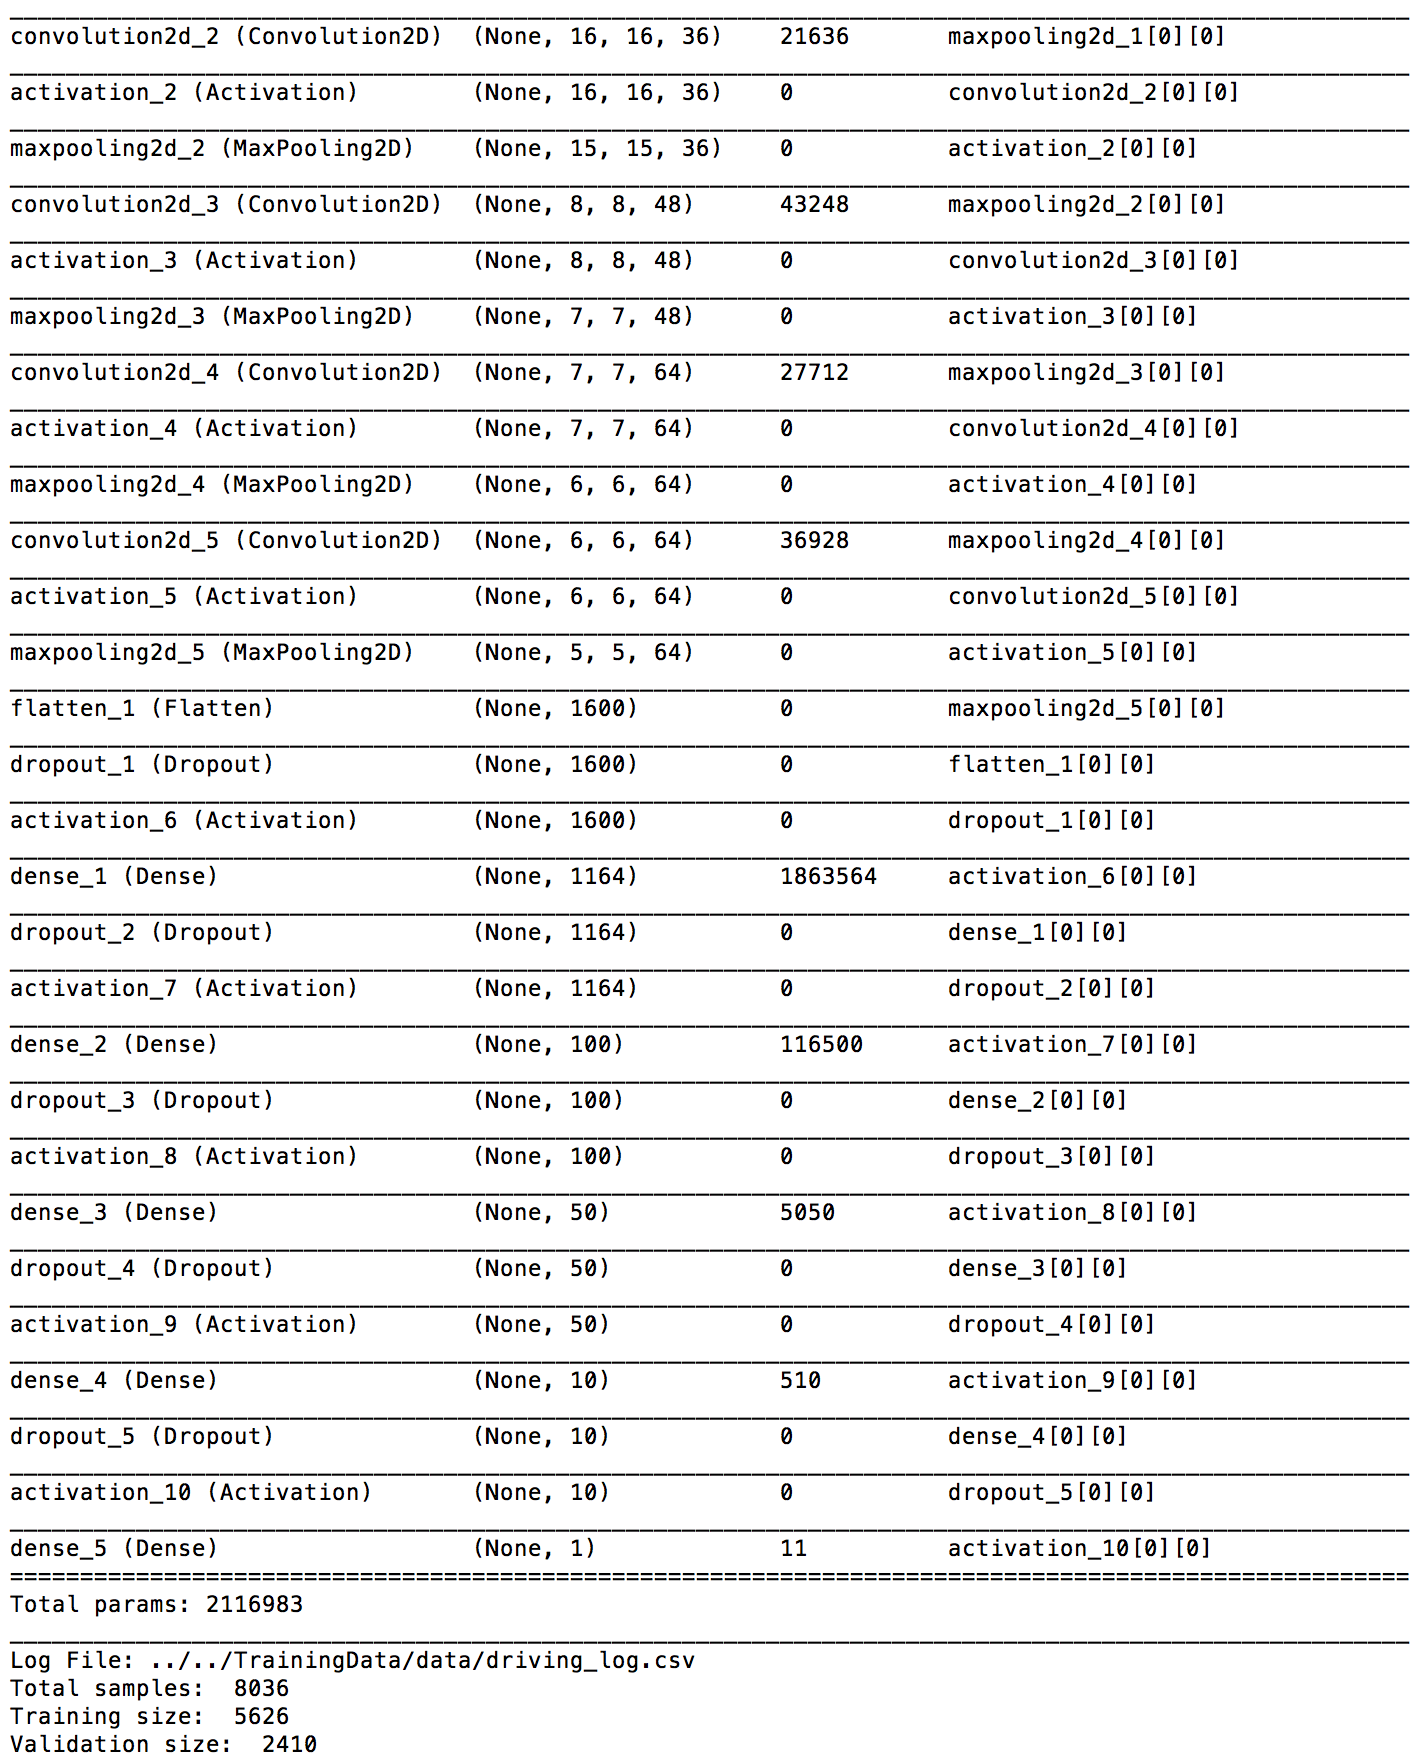 convolution2d_2 (Convolution2D) (None, 16, 16, 36) 21636 maxpooling2d_1[0][0]
activation_2 (Activation) (None, 16, 16, 36) 0 convolution2d_2[0][0]
maxpooling2d_2 (MaxPooling2D) (None, 15, 15, 36) 0 activation_2[0][0]
convolution2d_3 (Convolution2D) (None, 8, 8, 48) 43248 maxpooling2d_2[0][0]
activation_3 (Activation) (None, 8, 8, 48) 0 convolution2d_3[0][0]
maxpooling2d_3 (MaxPooling2D) (None, 7, 7, 48) 0 activation_3[0][0]
convolution2d_4 (Convolution2D) (None, 7, 7, 64) 27712 maxpooling2d_3[0][0]
activation_4 (Activation) (None, 7, 7, 64) 0 convolution2d_4[0][0]
maxpooling2d_4 (MaxPooling2D) (None, 6, 6, 64) 0 activation_4[0][0]
convolution2d_5 (Convolution2D) (None, 6, 6, 64) 36928 maxpooling2d_4[0][0]
activation_5 (Activation) (None, 6, 6, 64) 0 convolution2d_5[0][0]
maxpooling2d_5 (MaxPooling2D) (None, 5, 5, 64) 0 activation_5[0][0]
flatten_1 (Flatten) (None, 1600) 0 maxpooling2d_5[0][0]
dropout_1 (Dropout) (None, 1600) 0 flatten_1[0][0]
activation_6 (Activation) (None, 1600) 0 dropout_1[0][0]
dense_1 (Dense) (None, 1164) 1863564 activation_6[0][0]
dropout_2 (Dropout) (None, 1164) 0 dense_1[0][0]
activation_7 (Activation) (None, 1164) 0 dropout_2[0][0]
dense_2 (Dense) (None, 100) 116500 activation_7[0][0]
dropout_3 (Dropout) (None, 100) 0 dense_2[0][0]
activation_8 (Activation) (None, 100) 0 dropout_3[0][0]
dense_3 (Dense) (None, 50) 5050 activation_8[0][0]
dropout_4 (Dropout) (None, 50) 0 dense_3[0][0]
activation_9 (Activation) (None, 50) 0 dropout_4[0][0]
dense_4 (Dense) (None, 10) 510 activation_9[0][0]
dropout_5 (Dropout) (None, 10) 0 dense_4[0][0]
activation_10 (Activation) (None, 10) 0 dropout_5[0][0]
dense_5 (Dense) (None, 1) 11 activation_10[0][0]
Total params: 2116983
Log File: ../../TrainingData/data/driving_log.csv
Total samples: 8036
Training size: 5626
Validation size: 2410